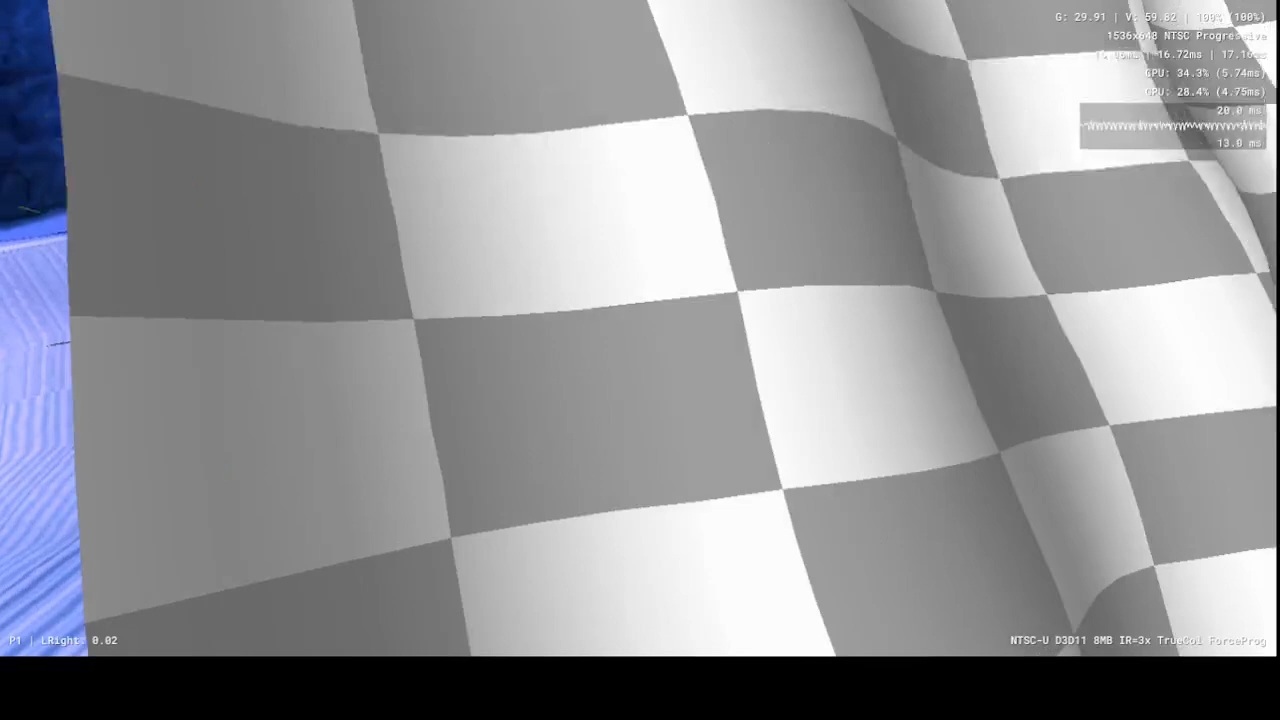 G: 29.91 | V: 59.82 | 100% (100%)
1536x648 NTSC Progressive
| 16.72ms |
GPU: 34.3% (5.74ms)
GPU: 28.4% (4.75ms)
20.0 ms
13.0 ms
P1 | LRight: 0.02
NTSC-U D3D11 8MB IR=3x TrueCol ForceProg